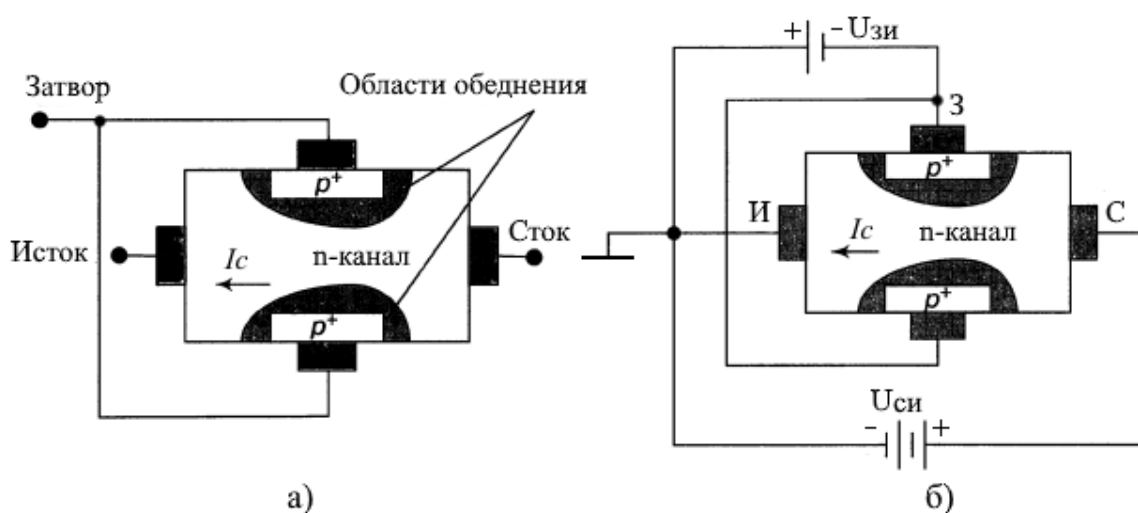 Затвор
Области обеднения
p+
Исток
Ic
n-канал
Сток
p+
а)
+ - Uзи
З
p+
И
С
Ic
n-канал
p+
Uси
- +
б)